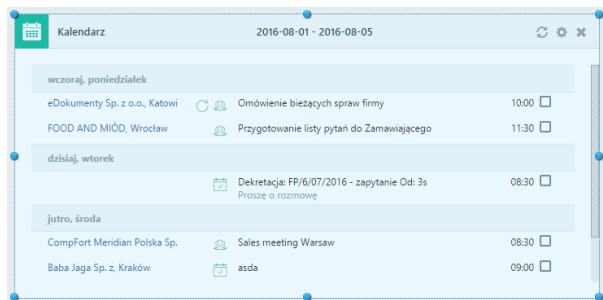 Kalendarz 2016-08-01 - 2016-08-05
wczoraj, poniedziałek
eDokumenty Sp. z o.o., Katowi Omówienie bieżących spraw firmy 10:00
FOOD AND MIÓD, Wrocław Przygotowanie listy pytań do Zamawiającego 11:30
dzisiaj, wtorek
Dekretacja: FP/6/07/2016 - zapytanie Od: 3s 08:30
Proszę o rozmowę
jutro, środa
CompFort Meridian Polska Sp. Sales meeting Warsaw 08:30
Baba Jaga Sp. z, Kraków asda 09:00